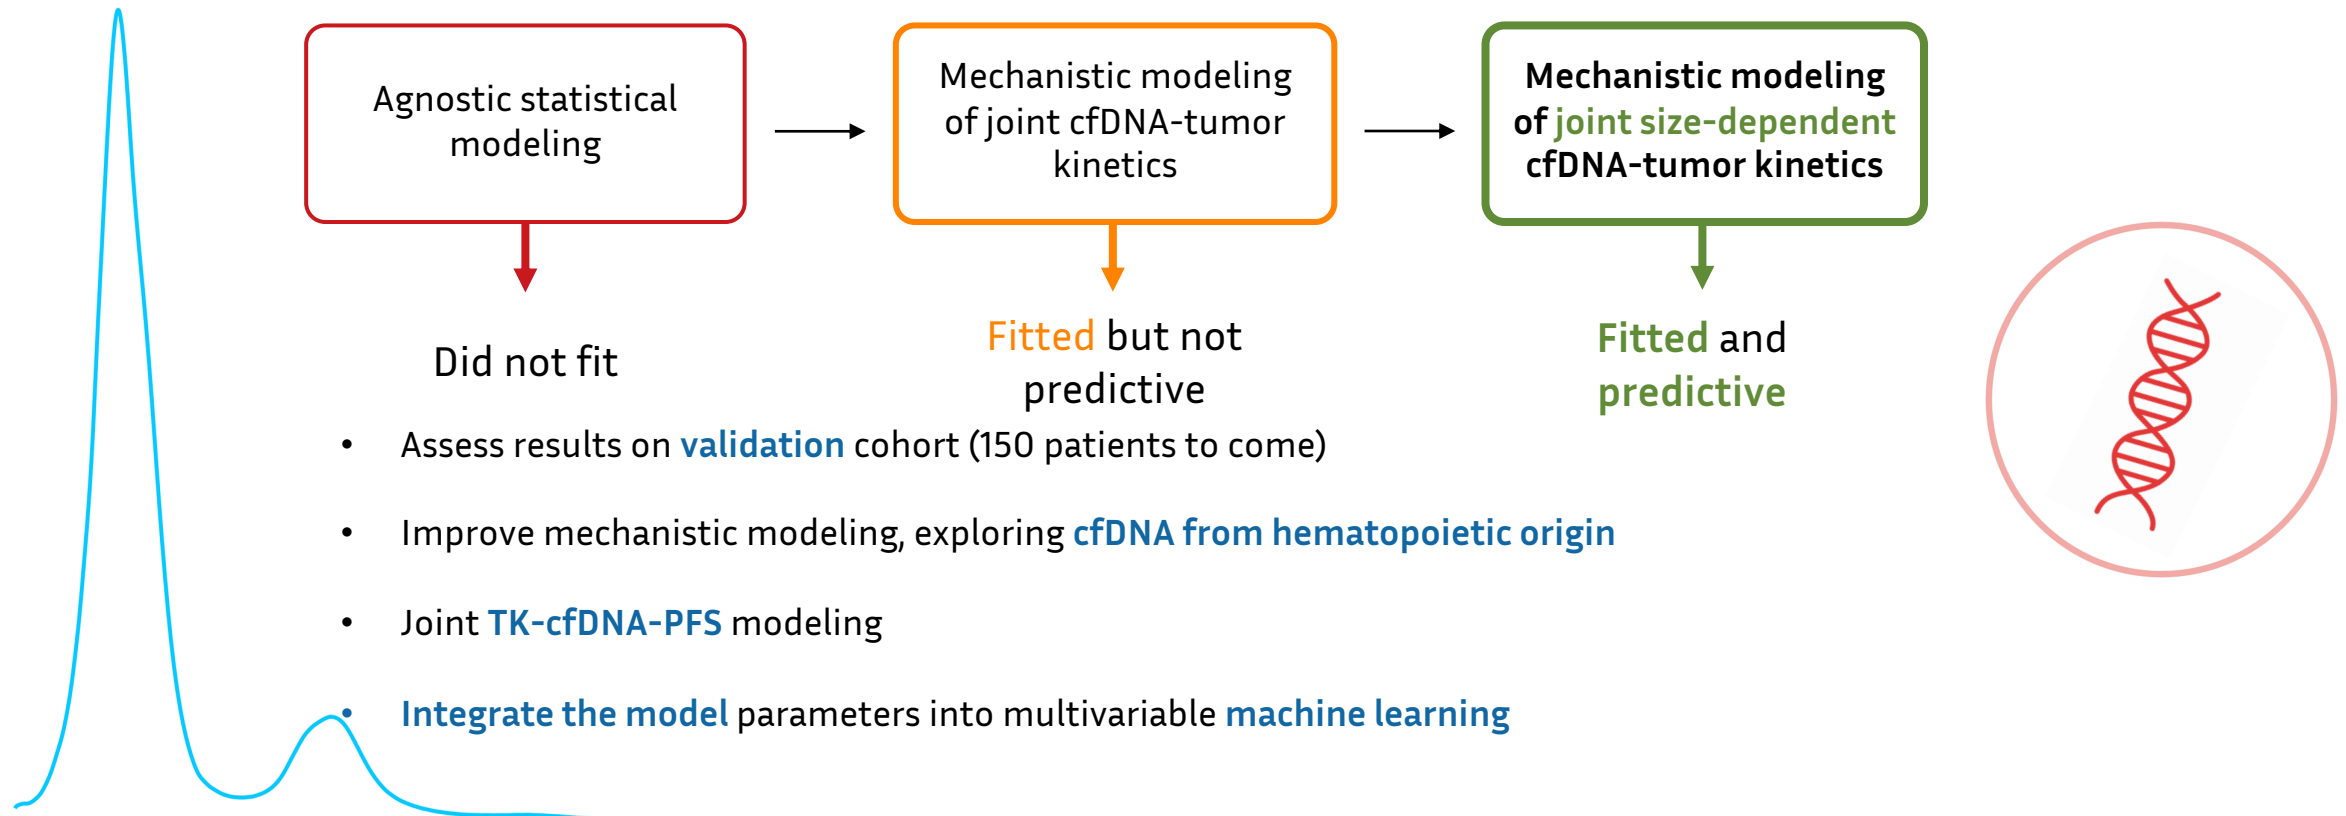 Agnostic statistical
modeling
Mechanistic modeling
of joint cfDNA-tumor
kinetics
Mechanistic modeling
of joint size-dependent
cfDNA-tumor kinetics
Did not fit
Fitted but not
predictive
Fitted and
predictive
• Assess results on validation cohort (150 patients to come)
• Improve mechanistic modeling, exploring cfDNA from hematopoietic origin
• Joint TK-cfDNA-PFS modeling
• Integrate the model parameters into multivariable machine learning